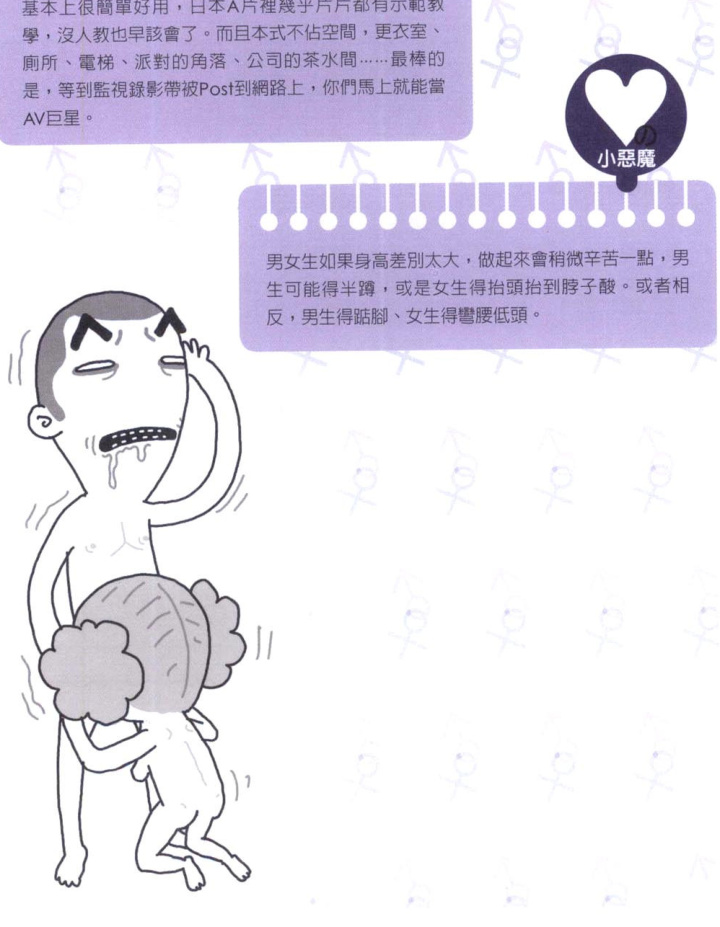 基本上很簡單好用，日本A片裡幾乎片片都有示範教
學，沒人教也早該會了。而且本式不佔空間，更衣室、
廁所、電梯、派對的角落、公司的茶水間……最棒的
是，等到監視錄影帶被Post到網路上，你們馬上就能當
AV巨星。
の
小惡魔
男女生如果身高差別太大，做起來會稍微辛苦一點，男
生可能得半蹲，或是女生得抬頭抬到脖子酸。或者相
反，男生得踮腳、女生得彎腰低頭。